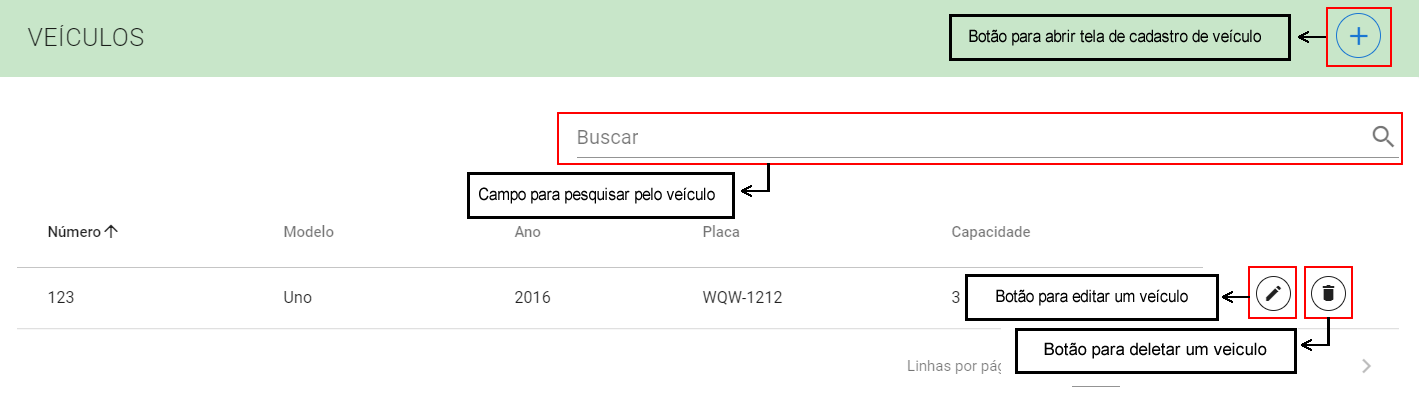 VEÍCULOS
Botão para abrir tela de cadastro de veículo
Buscar
Campo para pesquisar pelo veículo
Número Modelo Ano Placa Capacidade
123 Uno 2016 WQW-1212 3
Botão para editar um veículo
Botão para deletar um veiculo
Linhas por pág